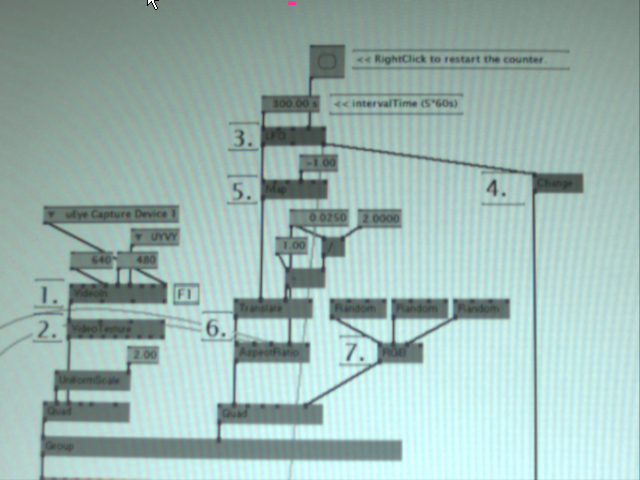 << RightClick to restart the counter.
300.00 s
<< intervalTime (5*60s)
3.
LFO
-1.00
4.
Change
5.
Map
uEye Capture Device 1
0.0250
2.0000
UYVY
1.00
/
640
480
1.
VideoIn
F1
Translate
Random
Random
Random
2.
VideoTexture
6.
AzpectRatio
7.
RGB
2.00
UniformScale
Quad
Quad
Group